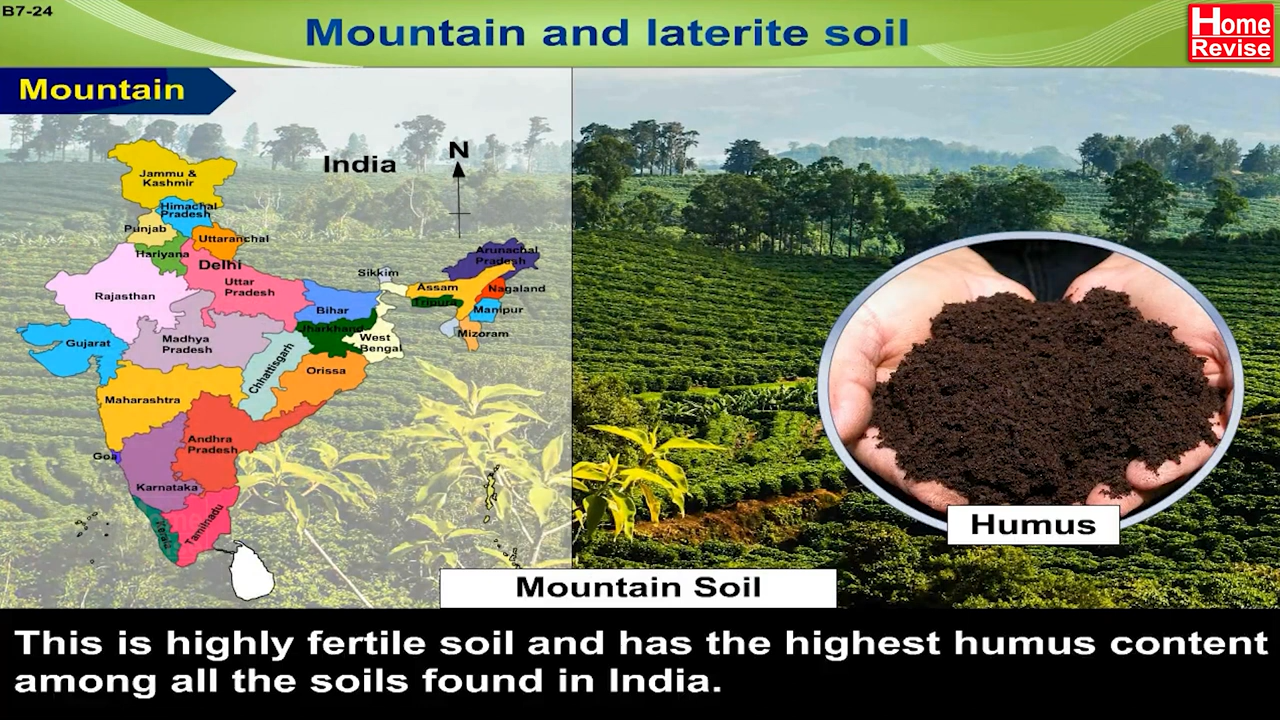 B7-24
Mountain and laterite soil
Home
Revise
Mountain
India
N
Jammu &
Kashmir
Himachal
Pradesh
Punjab
Uttaranchal
Hariyana
Delhi
Arunachal
Pradesh
Sikkim
Rajasthan
Uttar
Pradesh
Assam
Nagaland
Tripura
Bihar
Manipur
Jharkhand
Mizoram
Gujarat
Madhya
Pradesh
West
Bengal
Chhattisgarh
Orissa
Maharashtra
Andhra
Pradesh
Goa
Karnataka
Kerala
Tamilnadu
Humus
Mountain Soil
This is highly fertile soil and has the highest humus content
among all the soils found in India.